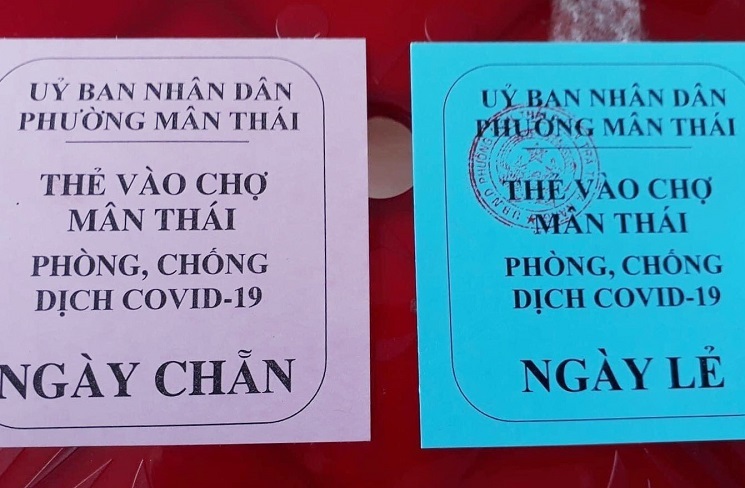 UỶ BAN NHÂN DÂN
PHƯỜNG MÂN THÁI
THẺ VÀO CHỢ
MÂN THÁI
PHÒNG, CHỐNG
DỊCH COVID-19
NGÀY CHẴN
UỶ BAN NHÂN DÂN
PHƯỜNG MÂN THÁI
THẺ VÀO CHỢ
MÂN THÁI
PHÒNG, CHỐNG
DỊCH COVID-19
NGÀY LẺ